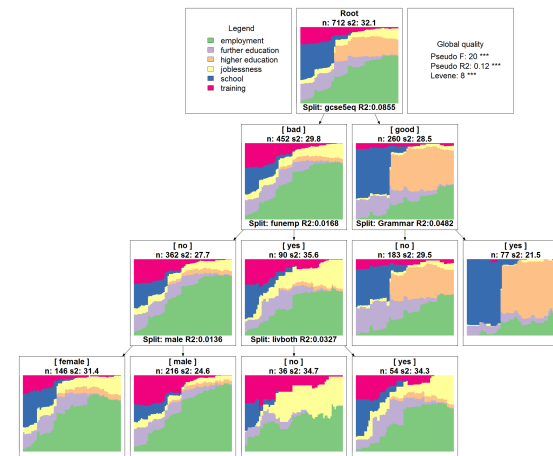 Legend
employment
further education
higher education
joblessness
school
training
Root
n: 712 s2: 32.1
Split: gcse5eq R2:0.0855
Global quality
Pseudo F: 20 ***
Pseudo R2: 0.12 ***
Levene: 8 ***
[ bad ]
n: 452 s2: 29.8
Split: funemp R2:0.0168
[ good ]
n: 260 s2: 28.5
Split: Grammar R2:0.0482
[ no ]
n: 362 s2: 27.7
Split: male R2:0.0136
[ yes ]
n: 90 s2: 35.6
Split: livboth R2:0.0327
[ no ]
n: 183 s2: 29.5
[ yes ]
n: 77 s2: 21.5
[ female ]
n: 146 s2: 31.4
[ male ]
n: 216 s2: 24.6
[ no ]
n: 36 s2: 34.7
[ yes ]
n: 54 s2: 34.3